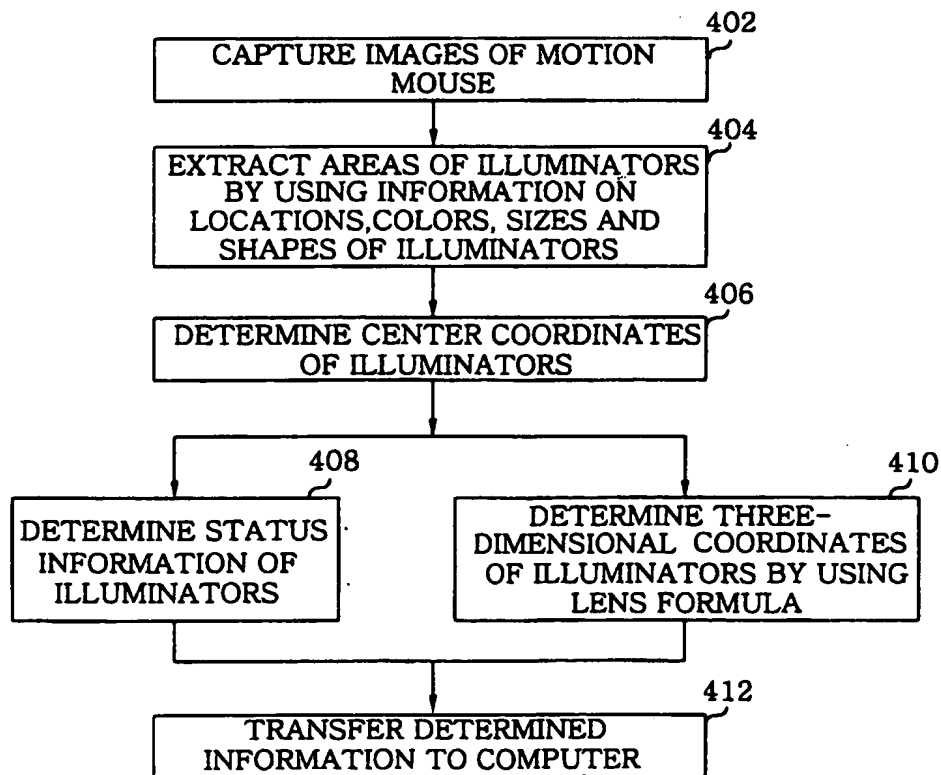 402
CAPTURE IMAGES OF MOTION
MOUSE
404
EXTRACT AREAS OF ILLUMINATORS
BY USING INFORMATION ON
LOCATIONS,COLORS, SIZES AND
SHAPES OF ILLUMINATORS
406
DETERMINE CENTER COORDINATES
OF ILLUMINATORS
408
DETERMINE STATUS
INFORMATION OF
ILLUMINATORS
410
DETERMINE THREE-
DIMENSIONAL COORDINATES
OF ILLUMINATORS BY USING
LENS FORMULA
412
TRANSFER DETERMINED
INFORMATION TO COMPUTER